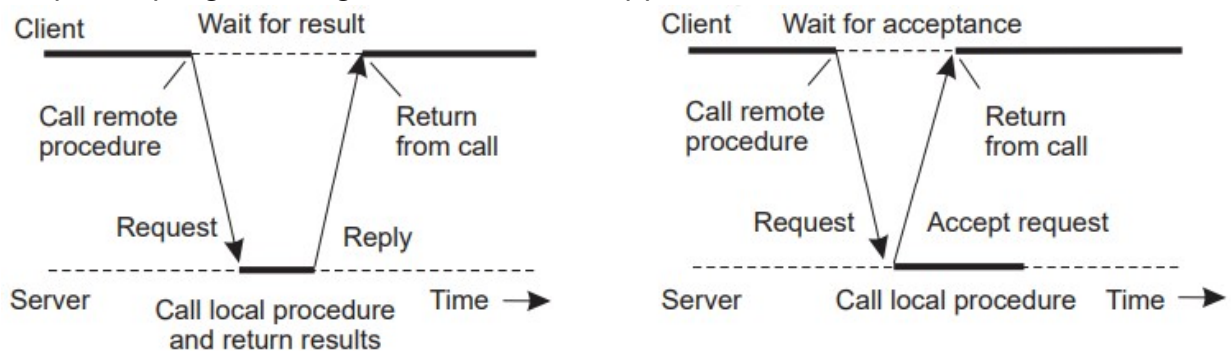 Client
Wait for result
Call remote
procedure
Return
from call
Request
Reply
Server
Call local procedure
and return results
Time
Client
Wait for acceptance
Call remote
procedure
Return
from call
Request
Accept request
Server
Call local procedure
Time